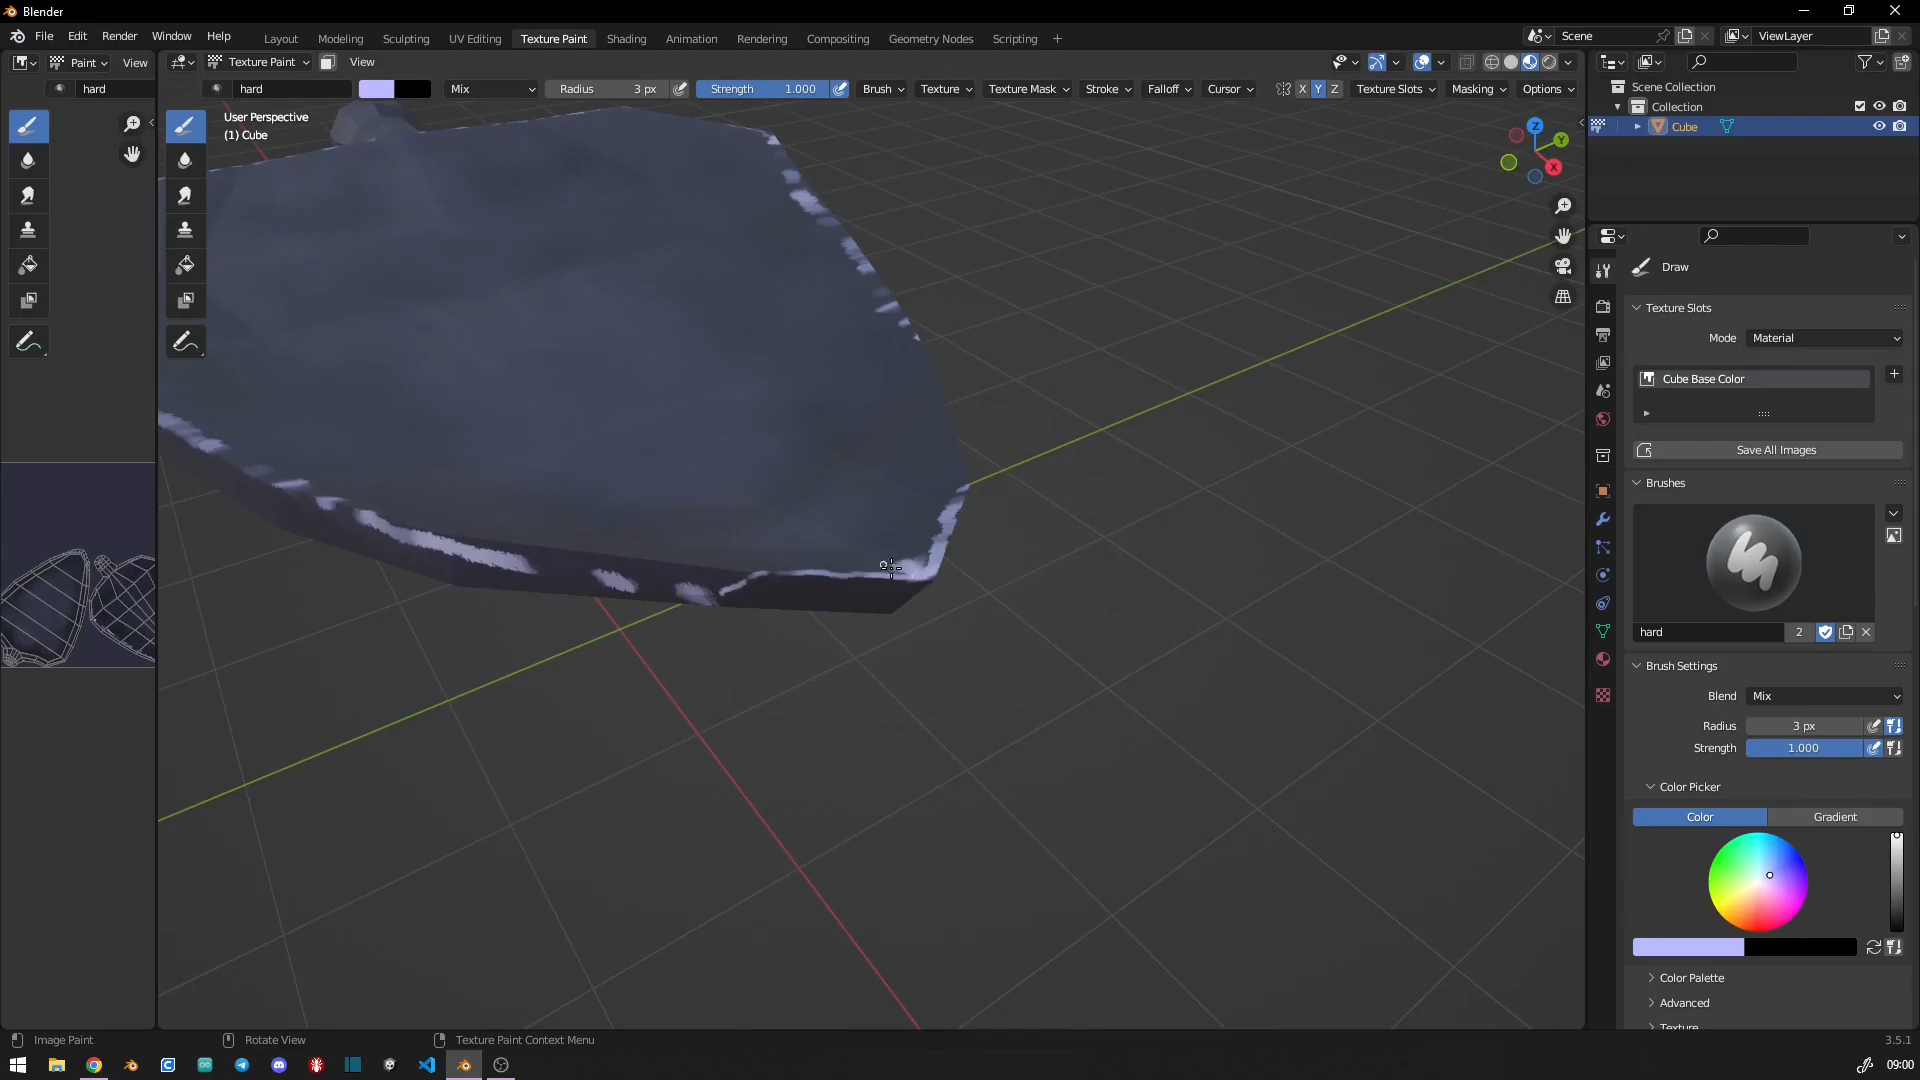 Blender
File Edit Render Window Help
Layout Modeling Sculpting UV Editing Texture Paint Shading Animation Rendering Compositing Geometry Nodes Scripting +
Scene
ViewLayer
Paint View
Texture Paint View
hard
hard
Mix
Radius 3 px
Strength 1.000
Brush Texture Texture Mask Stroke Falloff Cursor
X Y Z
Texture Slots Masking Options
User Perspective
(1) Cube
Z
Y
X
Scene Collection
Collection
Cube
Draw
Texture Slots
Mode Material
Cube Base Color
Save All Images
Brushes
hard 2
Brush Settings
Blend Mix
Radius 3 px
Strength 1.000
Color Picker
Color Gradient
Color Palette
Advanced
Texture
Image Paint
Rotate View
Texture Paint Context Menu
3.5.1
09:00